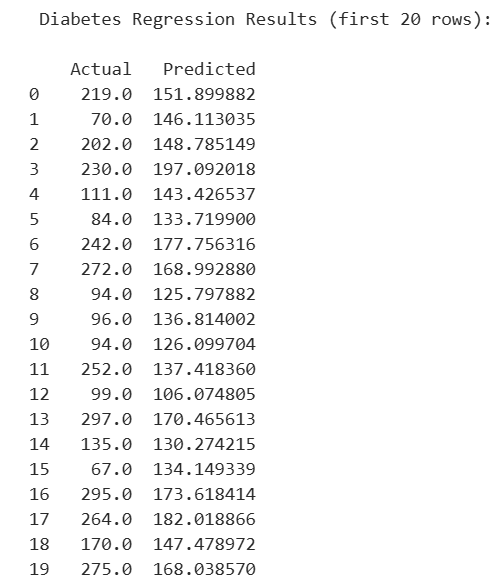 Diabetes Regression Results (first 20 rows):
Actual Predicted
0 219.0 151.899882
1 70.0 146.113035
2 202.0 148.785149
3 230.0 197.092018
4 111.0 143.426537
5 84.0 133.719900
6 242.0 177.756316
7 272.0 168.992880
8 94.0 125.797882
9 96.0 136.814002
10 94.0 126.099704
11 252.0 137.418360
12 99.0 106.074805
13 297.0 170.465613
14 135.0 130.274215
15 67.0 134.149339
16 295.0 173.618414
17 264.0 182.018866
18 170.0 147.478972
19 275.0 168.038570